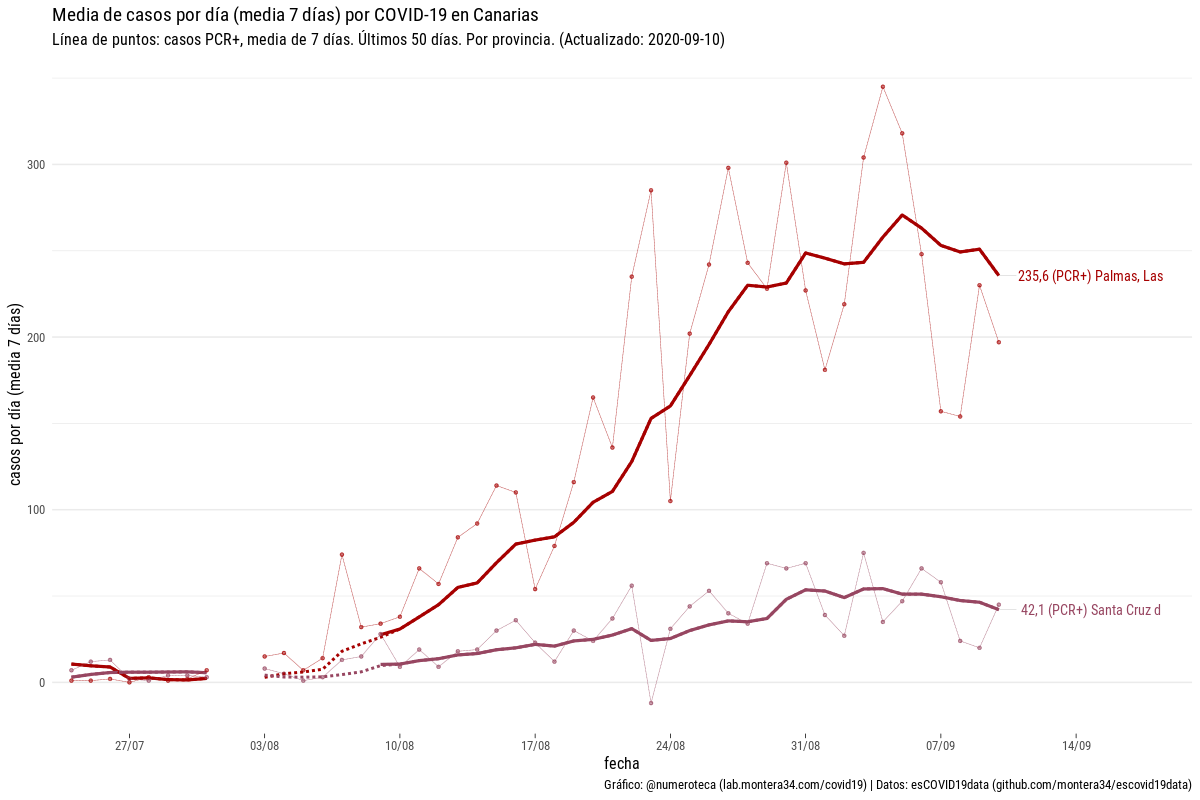 Media de casos por día (media 7 días) por COVID-19 en Canarias
Línea de puntos: casos PCR+, media de 7 días. Últimos 50 días. Por provincia. (Actualizado: 2020-09-10)
casos por día (media 7 días)
300
200
100
0
235,6 (PCR+) Palmas, Las
42,1 (PCR+) Santa Cruz d
27/07
03/08
10/08
17/08
24/08
31/08
07/09
14/09
fecha
Gráfico: @numeroteca (lab.montera34.com/covid19) | Datos: esCOVID19data (github.com/montera34/escovid19data)